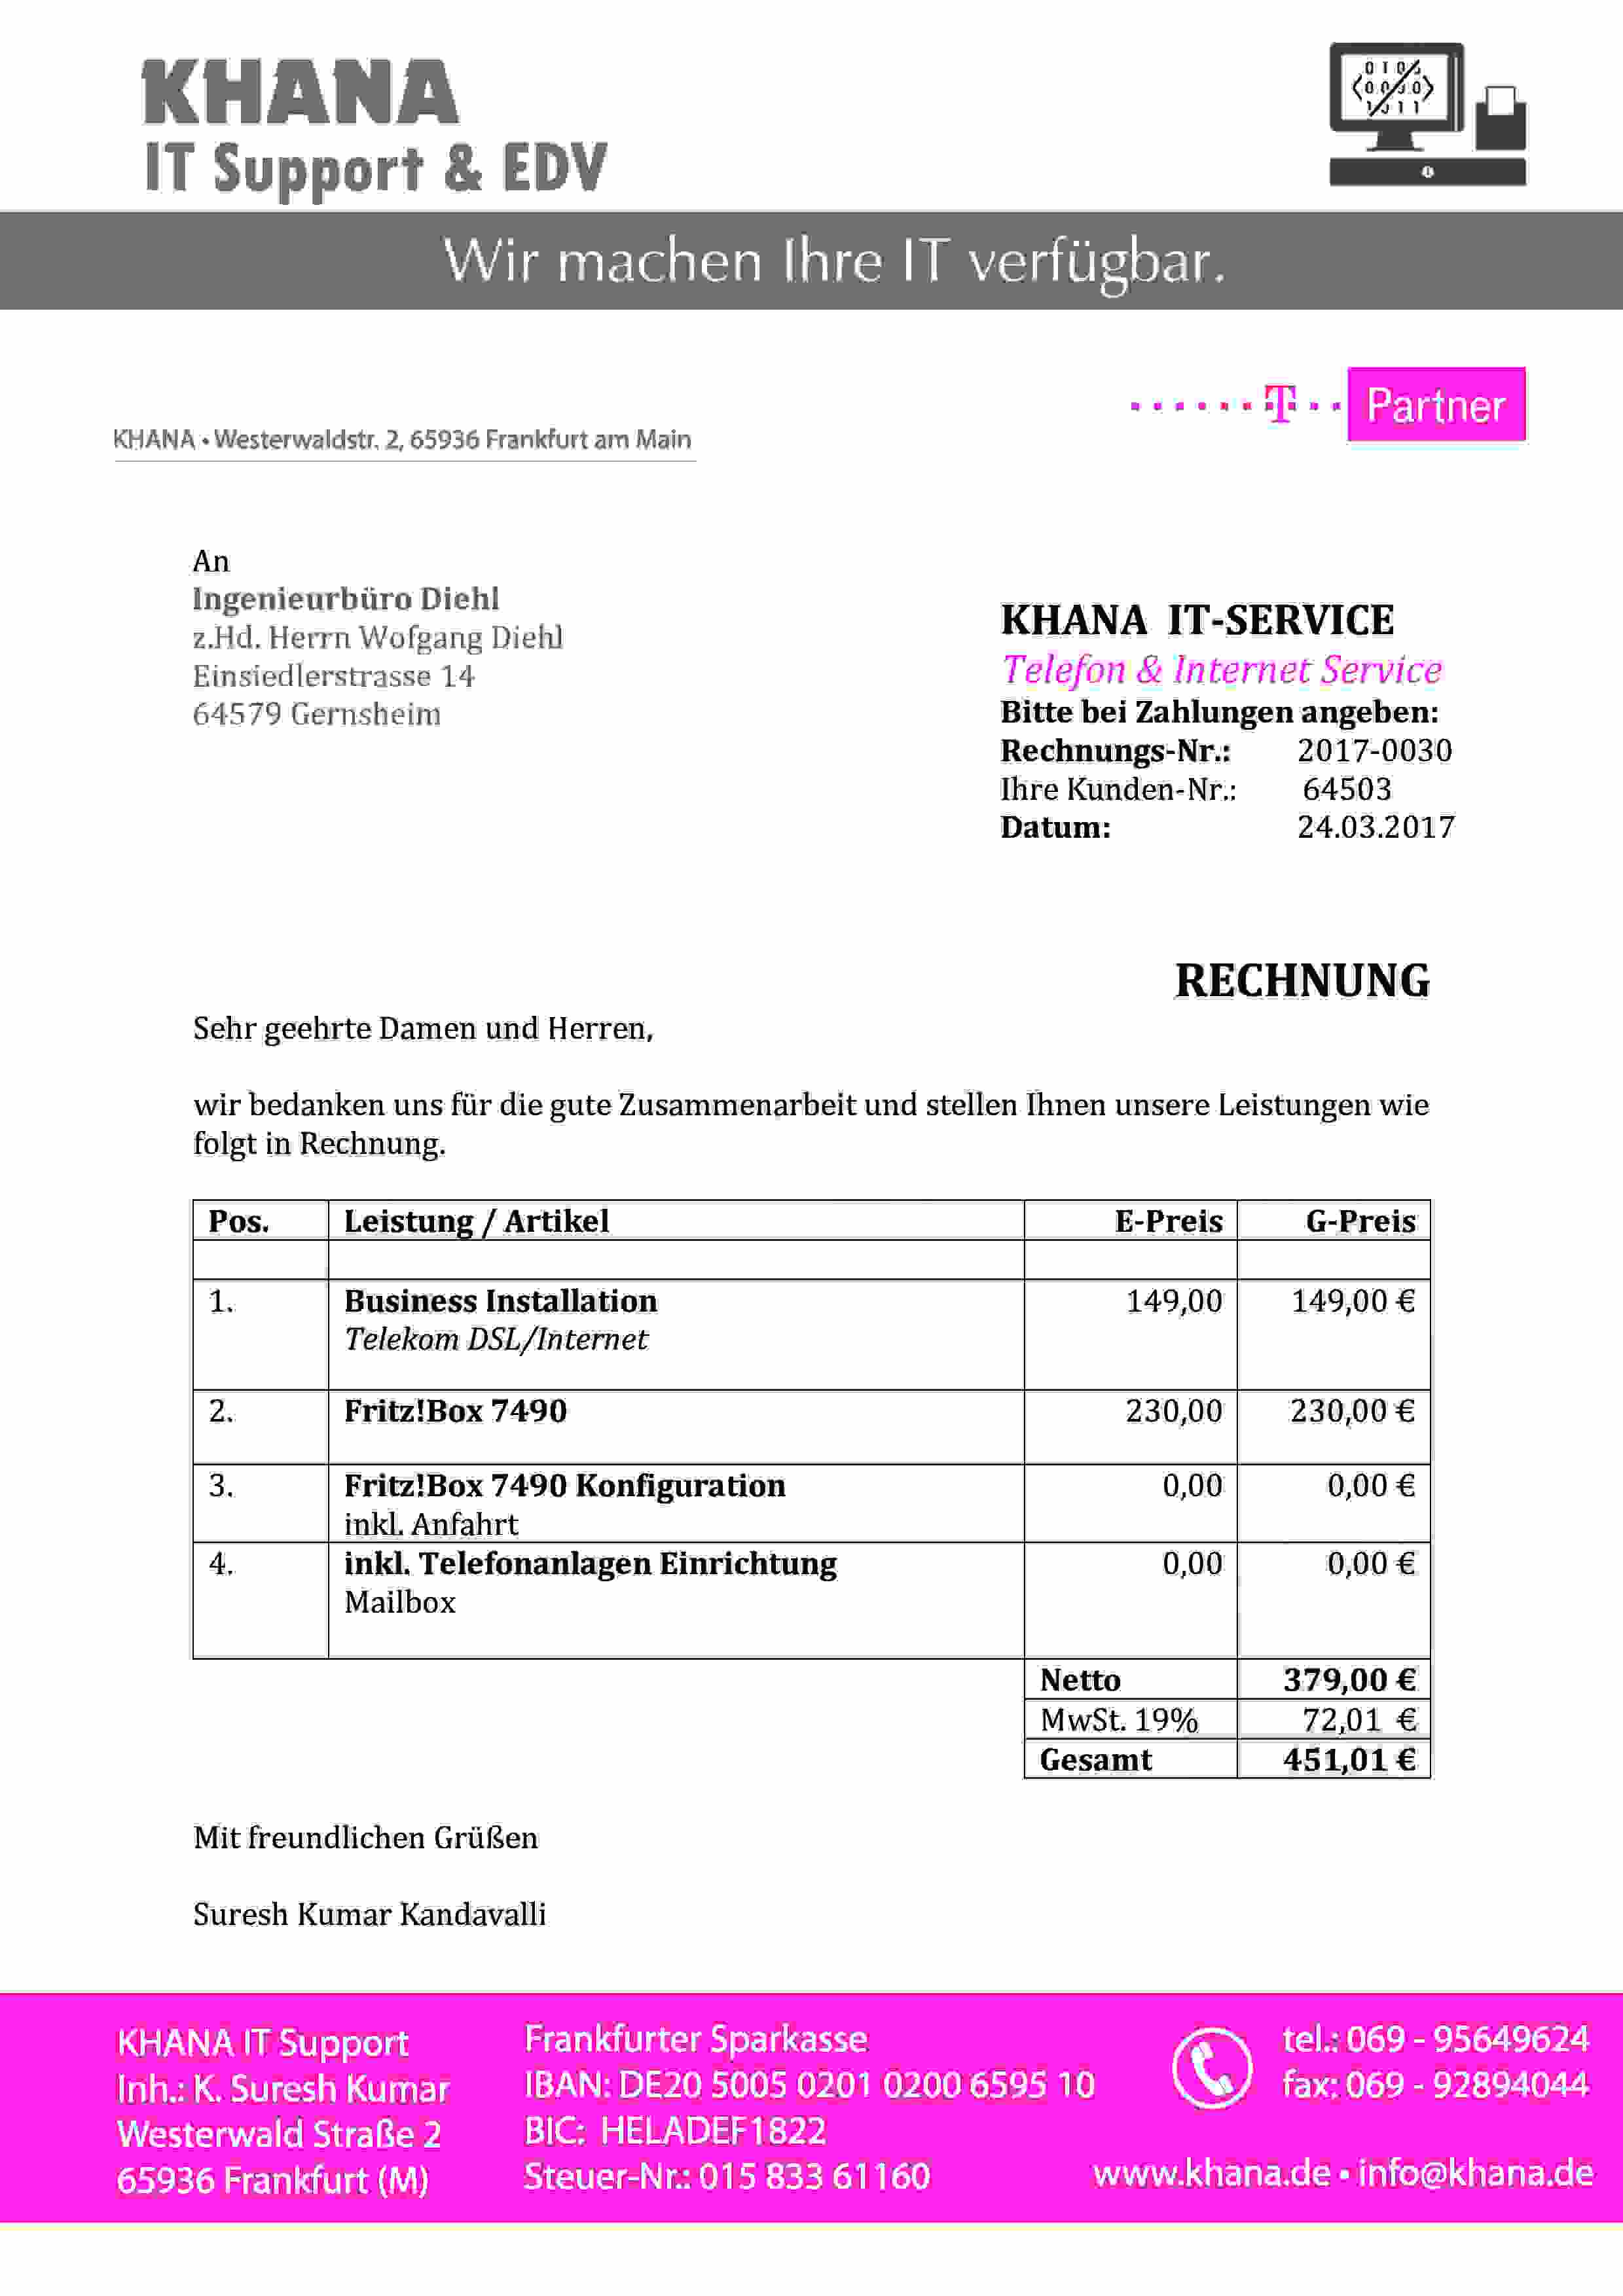 KHANA
IT Support & EDV
Wir machen Ihre IT verfügbar.
T Partner
KHANA • Westerwaldstr. 2, 65936 Frankfurt am Main
An
Ingenieurbüro Diehl
z.Hd. Herrn Wofgang Diehl
Einsiedlerstrasse 14
64579 Gernsheim
KHANA IT-SERVICE
Telefon & Internet Service
Bitte bei Zahlungen angeben:
Rechnungs-Nr.: 2017-0030
Ihre Kunden-Nr.: 64503
Datum: 24.03.2017
RECHNUNG
Sehr geehrte Damen und Herren,
wir bedanken uns für die gute Zusammenarbeit und stellen Ihnen unsere Leistungen wie
folgt in Rechnung.
Pos. Leistung / Artikel E-Preis G-Preis
1. Business Installation 149,00 149,00 €
Telekom DSL/Internet
2. Fritz!Box 7490 230,00 230,00 €
3. Fritz!Box 7490 Konfiguration 0,00 0,00 €
inkl. Anfahrt
4. inkl. Telefonanlagen Einrichtung 0,00 0,00 €
Mailbox
Netto 379,00 €
MwSt. 19% 72,01 €
Gesamt 451,01 €
Mit freundlichen Grüßen
Suresh Kumar Kandavalli
KHANA IT Support
Inh.: K. Suresh Kumar
Westerwald Straße 2
65936 Frankfurt (M)
Frankfurter Sparkasse
IBAN: DE20 5005 0201 0200 6595 10
BIC: HELADEF1822
Steuer-Nr.: 015 833 61160
tel.: 069 - 95649624
fax: 069 - 92894044
www.khana.de • info@khana.de